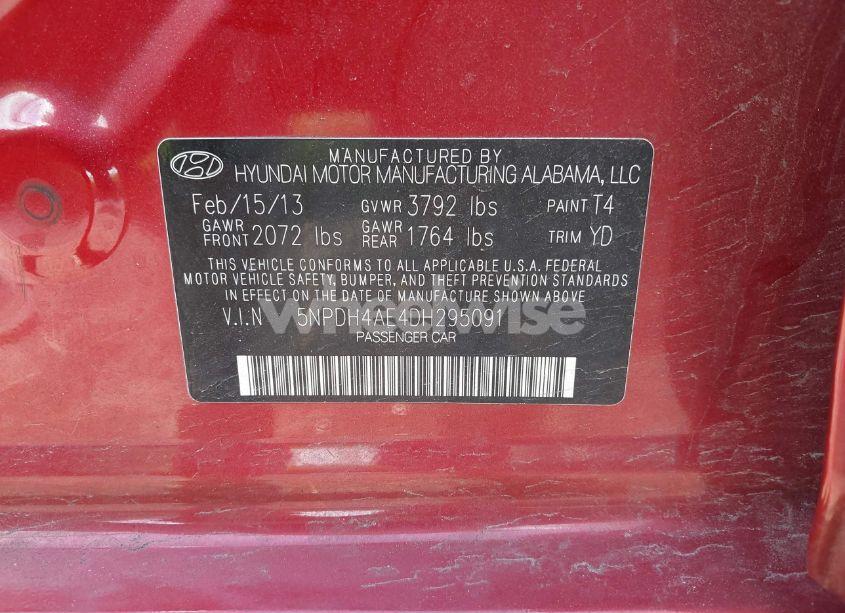 MANUFACTURED BY
HYUNDAI MOTOR MANUFACTURING ALABAMA, LLC
Feb/15/13 GVWR 3792 lbs PAINT T4
GAWR FRONT 2072 lbs GAWR REAR 1764 lbs TRIM YD
THIS VEHICLE CONFORMS TO ALL APPLICABLE U.S.A. FEDERAL
MOTOR VEHICLE SAFETY, BUMPER, AND THEFT PREVENTION STANDARDS
IN EFFECT ON THE DATE OF MANUFACTURE SHOWN ABOVE
V.I.N 5NPDH4AE4DH295091
wheelwise
PASSENGER CAR